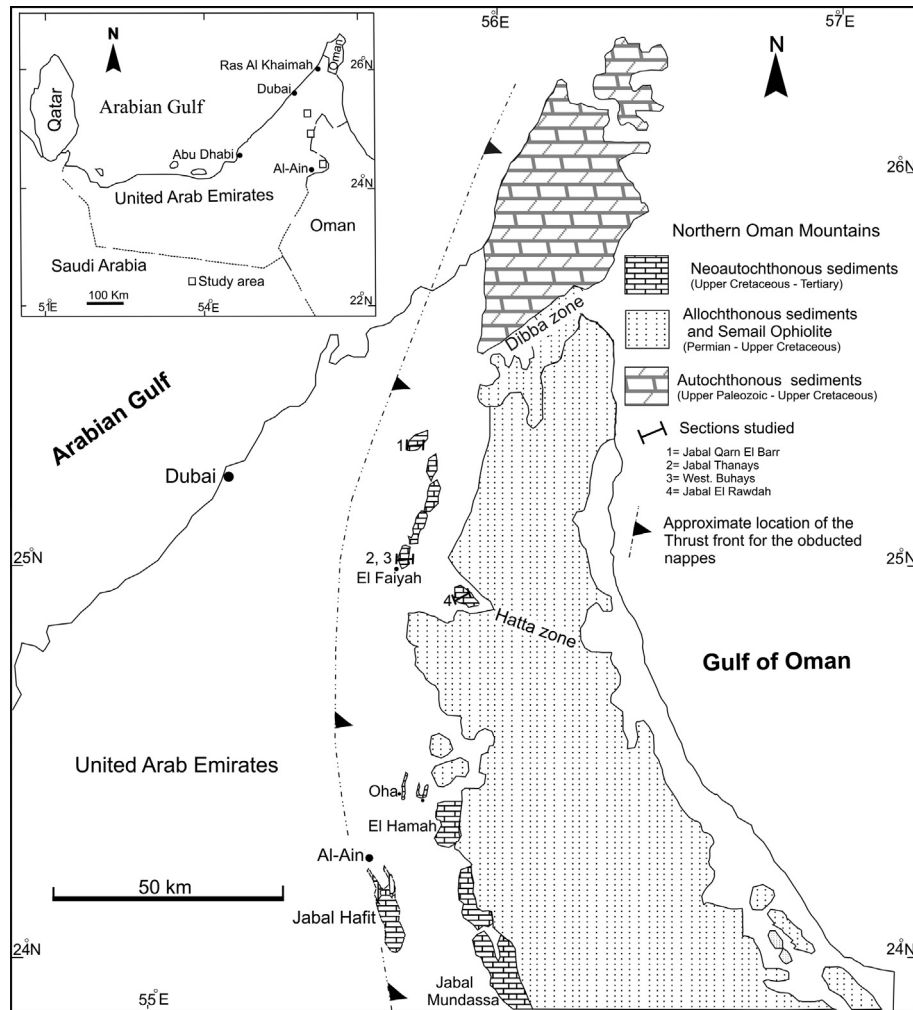 N
Oman
Ras Al Khaimah
26N
Dubai
Qatar
Arabian Gulf
Abu Dhabi
Al-Ain
24N
United Arab Emirates
Oman
Saudi Arabia
Study area
51E
100 Km
54E
22N
56°E
57°E
N
26°N
26°N
Northern Oman Mountains
Neoautochthonous sediments
(Upper Cretaceous - Tertiary)
Allochthonous sediments
and Semail Ophiolite
(Permian - Upper Cretaceous)
Autochthonous sediments
(Upper Paleozoic - Upper Cretaceous)
Sections studied
1= Jabal Qarn El Barr
2= Jabal Thanays
3= West. Buhays
4= Jabal El Rawdah
Approximate location of the
Thrust front for the obducted
nappes
Dibba zone
Arabian Gulf
1
Dubai
25°N
2, 3
El Faiyah
25°N
4
Hatta zone
Gulf of Oman
United Arab Emirates
Oha
El Hamah
Al-Ain
50 km
Jabal Hafit
24°N
24°N
Jabal
Mundassa
55°E